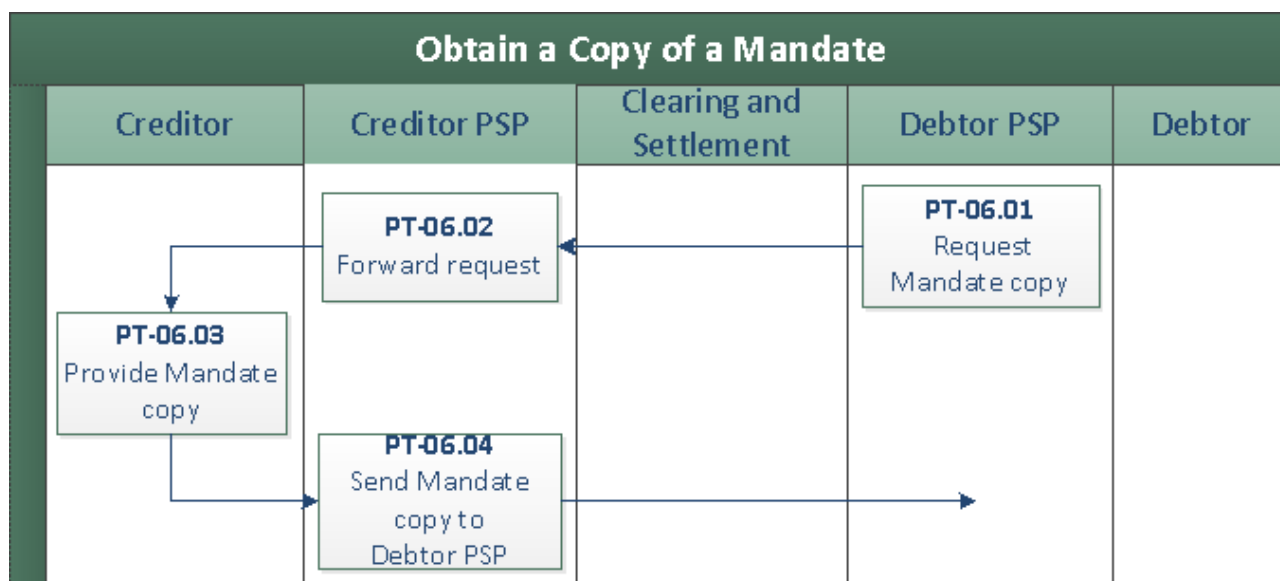 Obtain a Copy of a Mandate
Creditor
Creditor PSP
Clearing and
Settlement
Debtor PSP
Debtor
PT-06.01
Request
Mandate copy
PT-06.02
Forward request
PT-06.03
Provide Mandate
copy
PT-06.04
Send Mandate
copy to
Debtor PSP